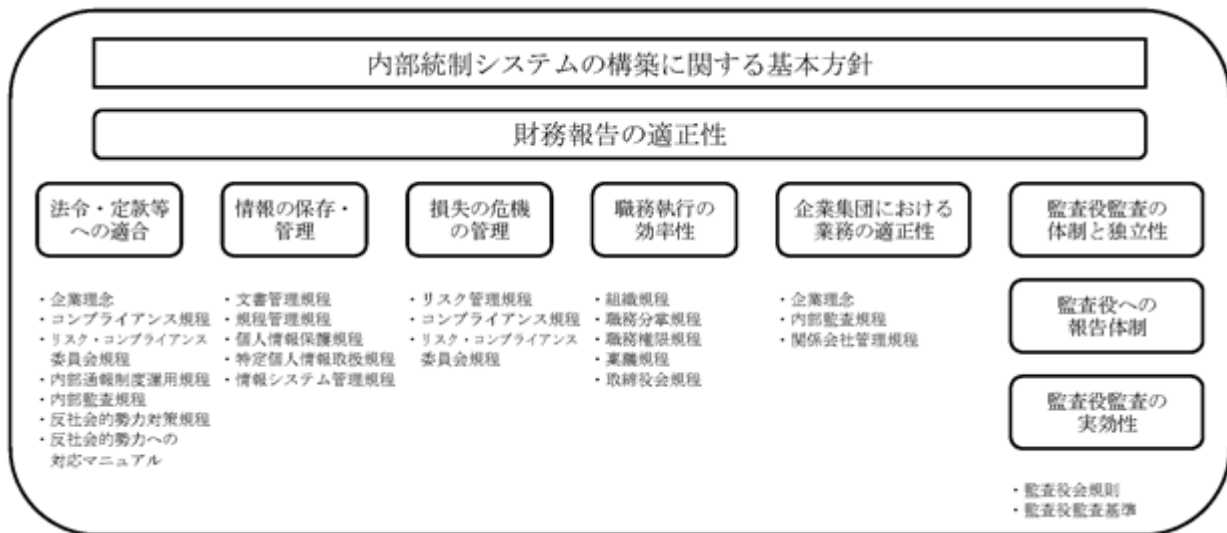 内部統制システムの構築に関する基本方針
財務報告の適正性
法令・定款等
への適合
・企業理念
・コンプライアンス規程
・リスク・コンプライアンス
委員会規程
・内部通報制度運用規程
・内部監査規程
・反社会的勢力対策規程
・反社会的勢力への
対応マニュアル
情報の保存・
管理
・文書管理規程
・規程管理規程
・個人情報保護規程
・特定個人情報取扱規程
・情報システム管理規程
損失の危機
の管理
・リスク管理規程
・コンプライアンス規程
・リスク・コンプライアンス
委員会規程
職務執行の
効率性
・組織規程
・職務分掌規程
・職務権限規程
・稟議規程
・取締役会規程
企業集団における
業務の適正性
・企業理念
・内部監査規程
・関係会社管理規程
監査役監査の
体制と独立性
監査役への
報告体制
監査役監査の
実効性
・監査役会規則
・監査役監査基準